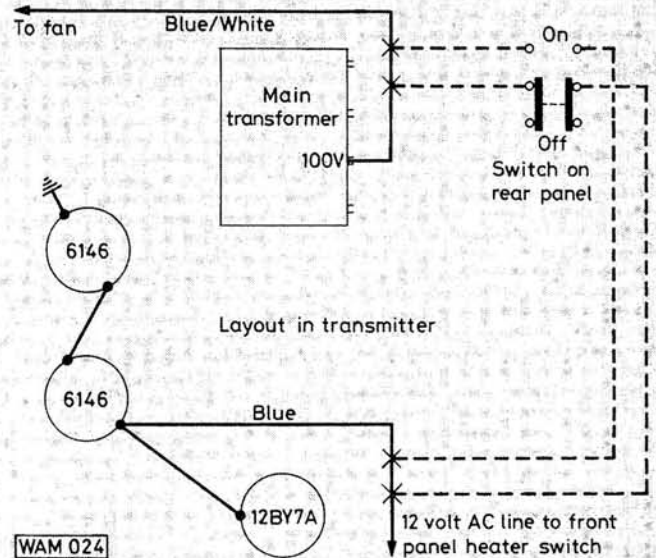 To fan
Blue/White
On
Main
transformer
100V
Off
Switch on
rear panel
6146
Layout in transmitter
6146
Blue
12BY7A
12 volt AC line to front
panel heater switch
WAM 024